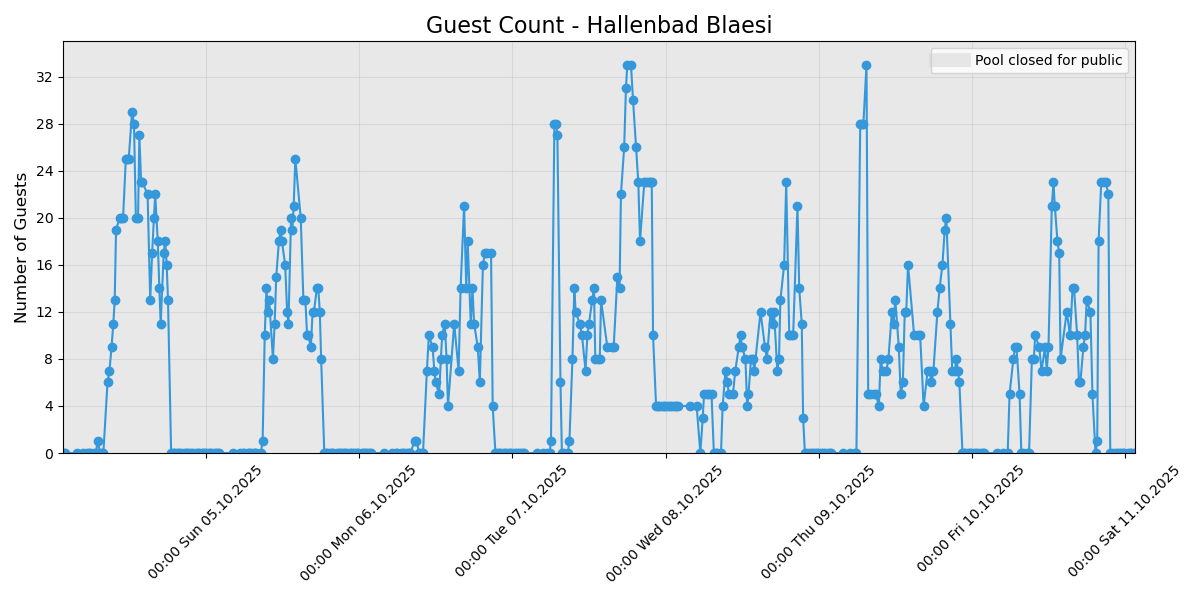 Guest Count - Hallenbad Blaesi
Pool closed for public
Number of Guests
32
28
24
20
16
12
8
4
0
00:00 Sun 05.10.2025
00:00 Mon 06.10.2025
00:00 Tue 07.10.2025
00:00 Wed 08.10.2025
00:00 Thu 09.10.2025
00:00 Fri 10.10.2025
00:00 Sat 11.10.2025